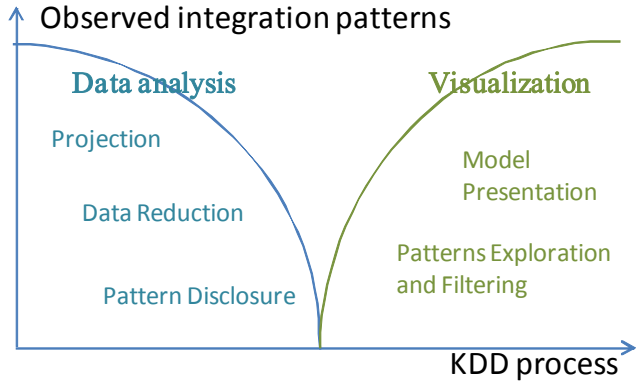 Observed integration patterns
Data analysis
Visualization
Projection
Model
Presentation
Data Reduction
Patterns Exploration
and Filtering
Pattern Disclosure
KDD process